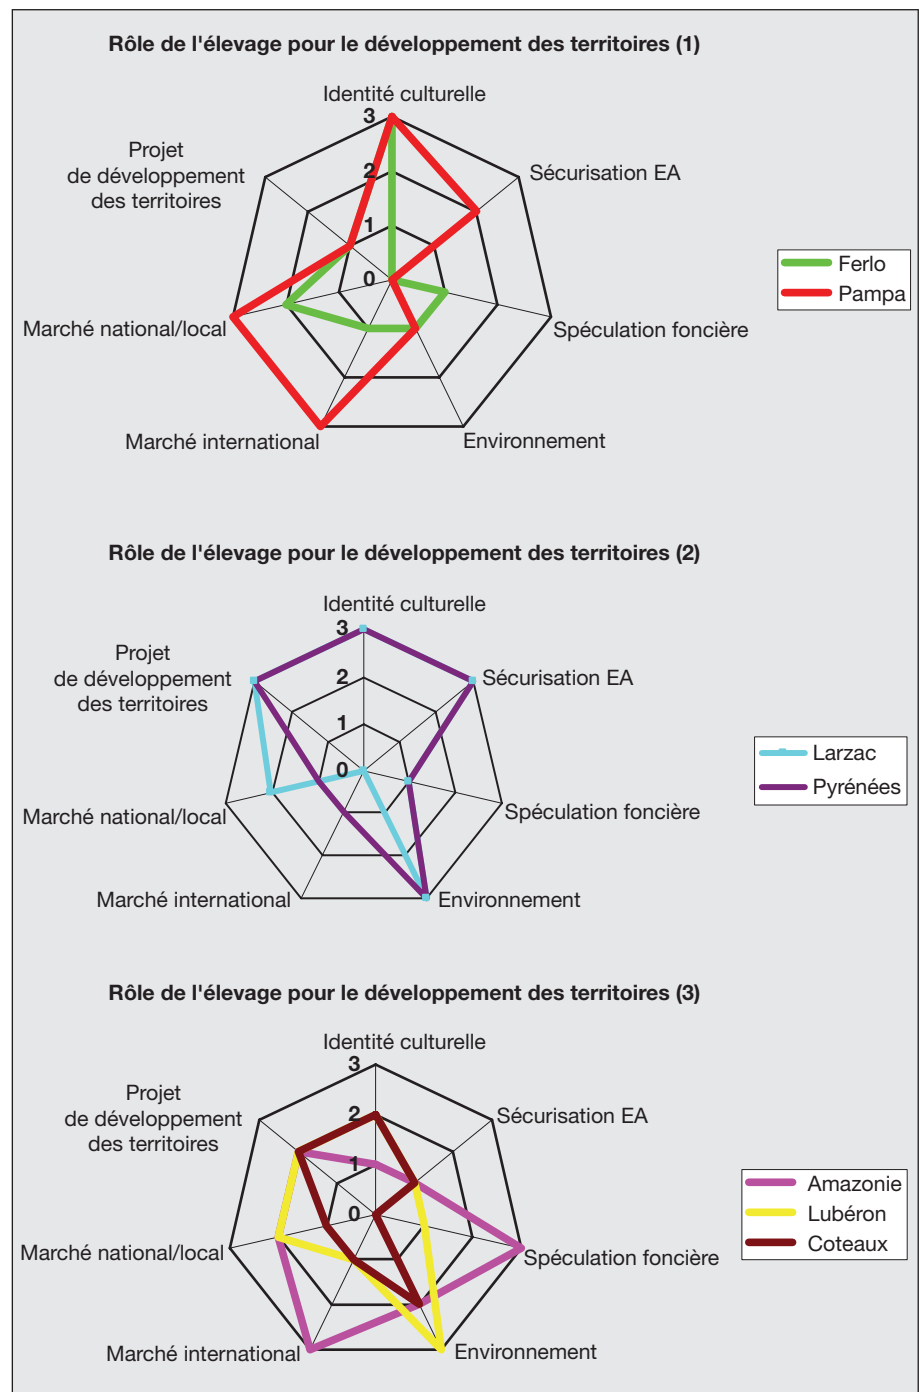 Rôle de l'élevage pour le développement des territoires (1)
Identité culturelle
3
Projet
de développement
des territoires
Sécurisation EA
2
1
0
Ferlo
Pampa
Marché national/local
Spéculation foncière
Marché international
Environnement
Rôle de l'élevage pour le développement des territoires (2)
Identité culturelle
3
Projet
de développement
des territoires
Sécurisation EA
2
1
0
Larzac
Pyrénées
Marché national/local
Spéculation foncière
Marché international
Environnement
Rôle de l'élevage pour le développement des territoires (3)
Identité culturelle
3
Projet
de développement
des territoires
Sécurisation EA
2
1
0
Amazonie
Lubéron
Coteaux
Marché national/local
Spéculation foncière
Marché international
Environnement